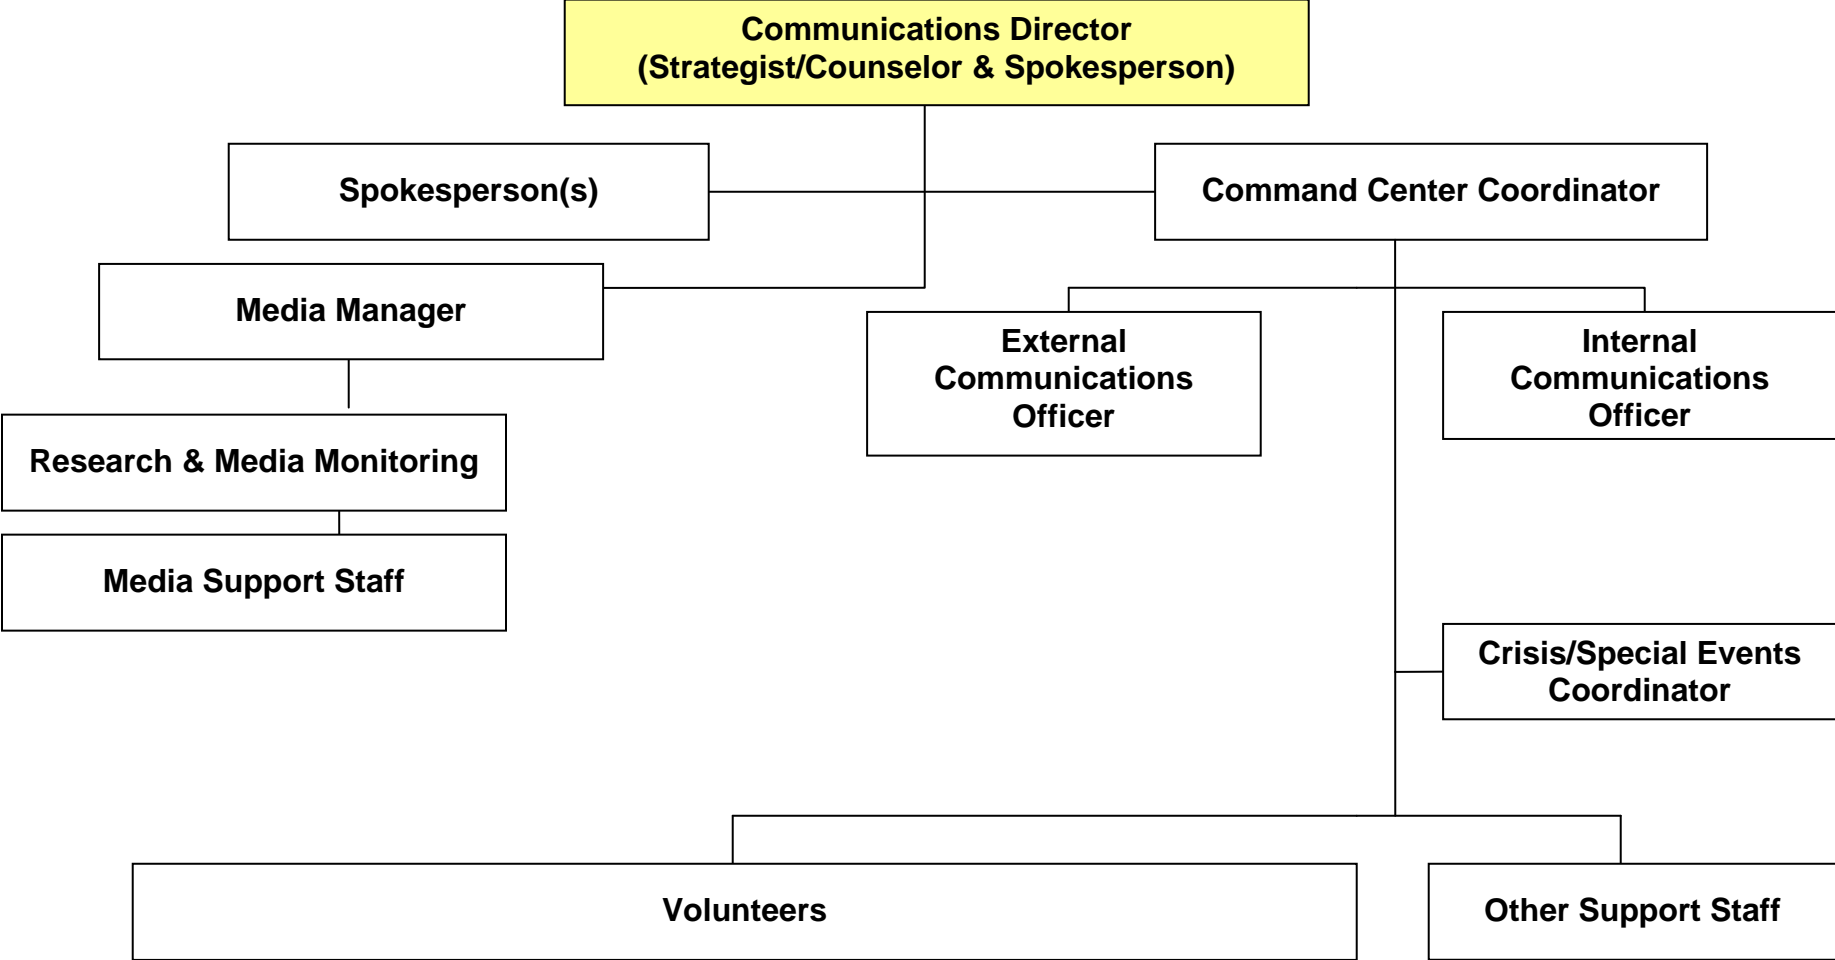 Communications Director
(Strategist/Counselor & Spokesperson)
Spokesperson(s)
Command Center Coordinator
Media Manager
External
Communications
Officer
Internal
Communications
Officer
Research & Media Monitoring
Media Support Staff
Crisis/Special Events
Coordinator
Volunteers
Other Support Staff